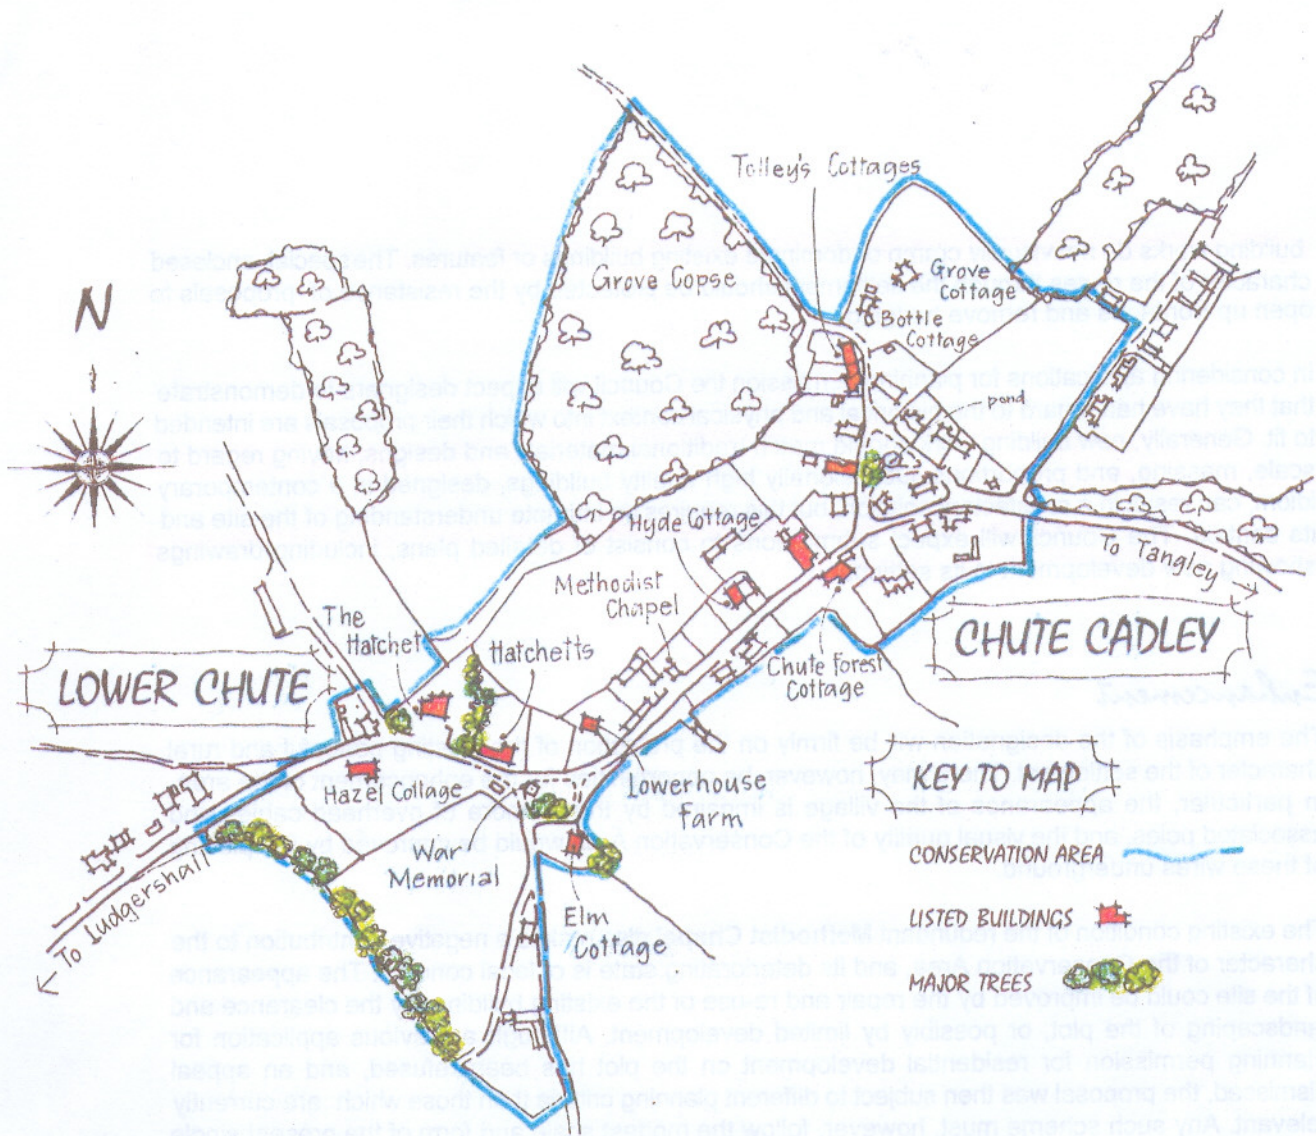 Tolley's Cottages
Grove Copse
Grove
Cottage
Bottle
Cottage
N
pond
Hyde Cottage
To Tangley
Methodist
Chapel
The
Hatchet
Hatchetts
CHUTE CADLEY
LOWER CHUTE
Chute Forest
Cottage
Hazel Cottage
Lowerhouse
Farm
KEY TO MAP
War
Memorial
CONSERVATION AREA
To Ludgershall
Elm
Cottage
LISTED BUILDINGS
MAJOR TREES